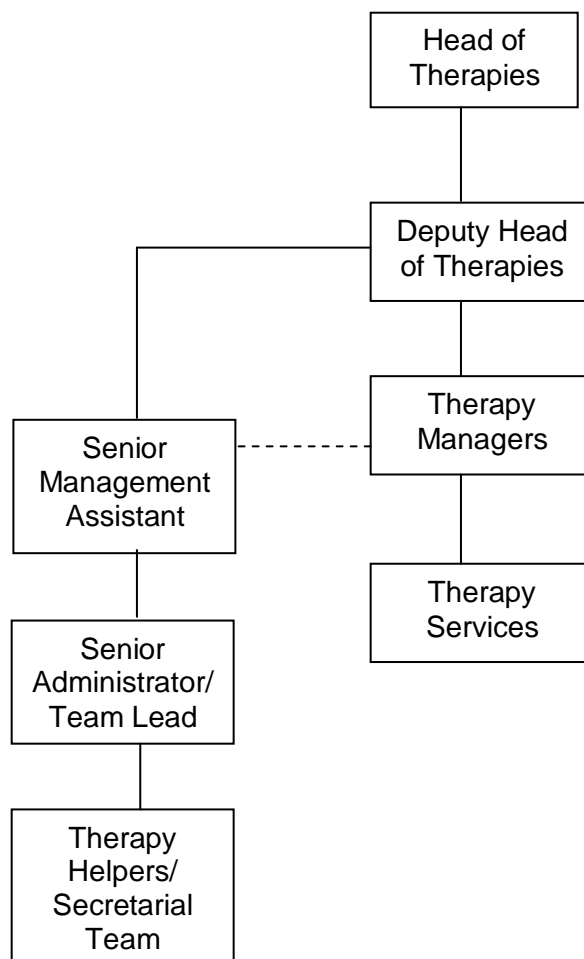 Head of
Therapies
Deputy Head
of Therapies
Therapy
Managers
Senior
Management
Assistant
Therapy
Services
Senior
Administrator/
Team Lead
Therapy
Helpers/
Secretarial
Team